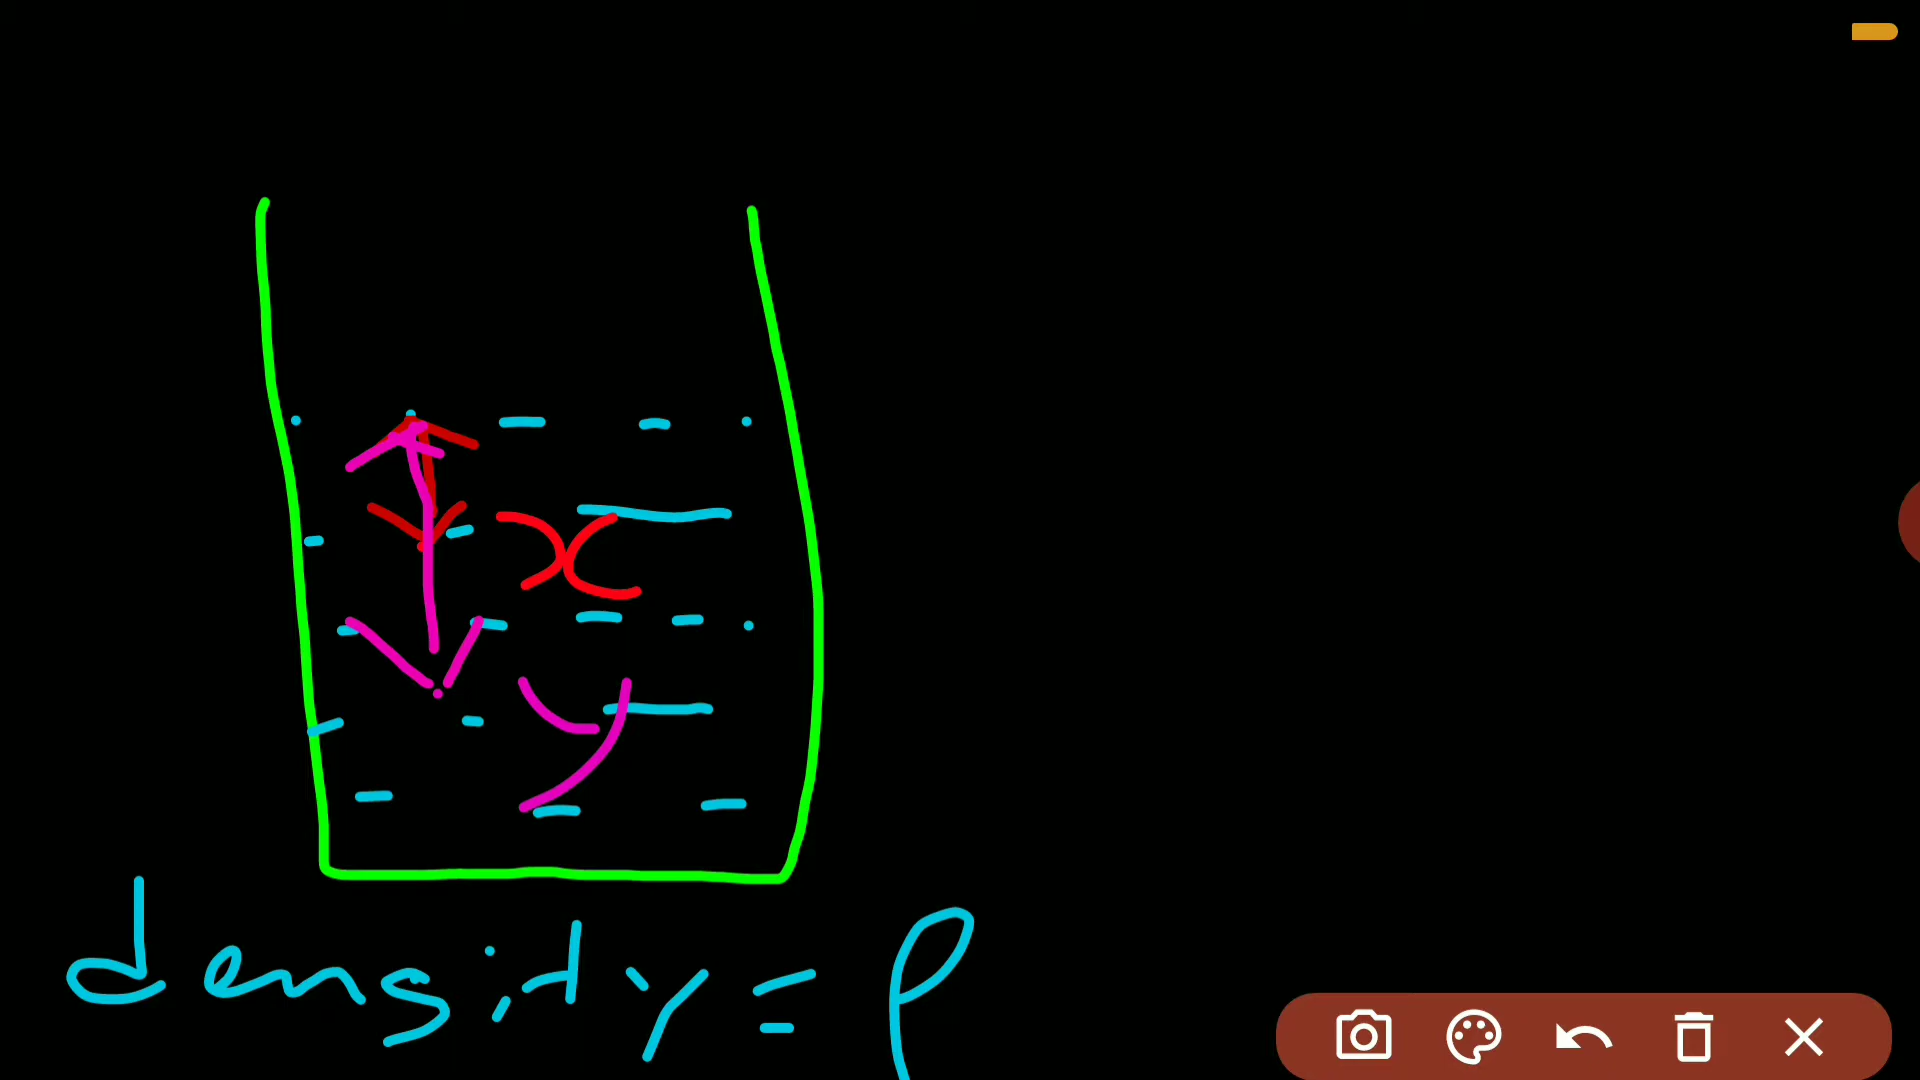 x
y
density = ρ